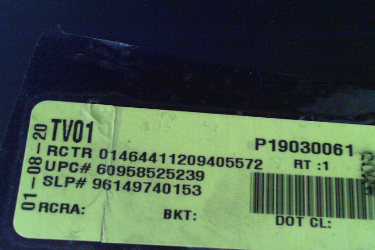 TV01 P19030061
RCTR 01464411209405572 RT :1
UPC# 60958525239
SLP# 96149740153
RCRA: BKT: DOT CL:
01-08-20